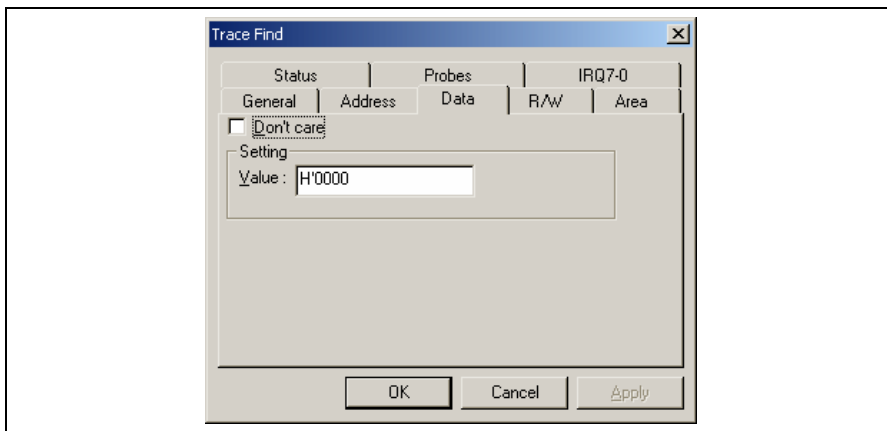 Trace Find
Status Probes IRQ7-0
General Address Data R/W Area
Don't care
Setting
Value : H'0000
OK Cancel Apply